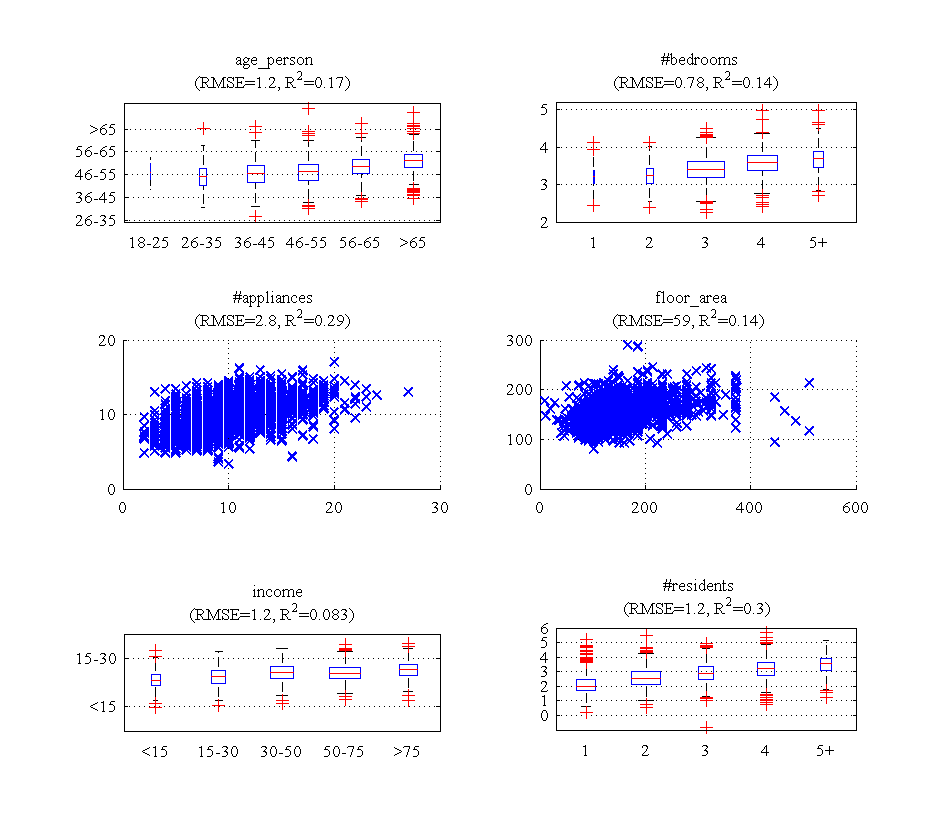 age_person
(RMSE=1.2, R²=0.17)
>65
56-65
46-55
36-45
26-35
18-25 26-35 36-45 46-55 56-65 >65
#bedrooms
(RMSE=0.78, R²=0.14)
5
4
3
2
1 2 3 4 5+
#appliances
(RMSE=2.8, R²=0.29)
20
10
0
0 10 20 30
floor_area
(RMSE=59, R²=0.14)
300
200
100
0
0 200 400 600
income
(RMSE=1.2, R²=0.083)
15-30
<15
<15 15-30 30-50 50-75 >75
#residents
(RMSE=1.2, R²=0.3)
6
5
4
3
2
1
0
1 2 3 4 5+